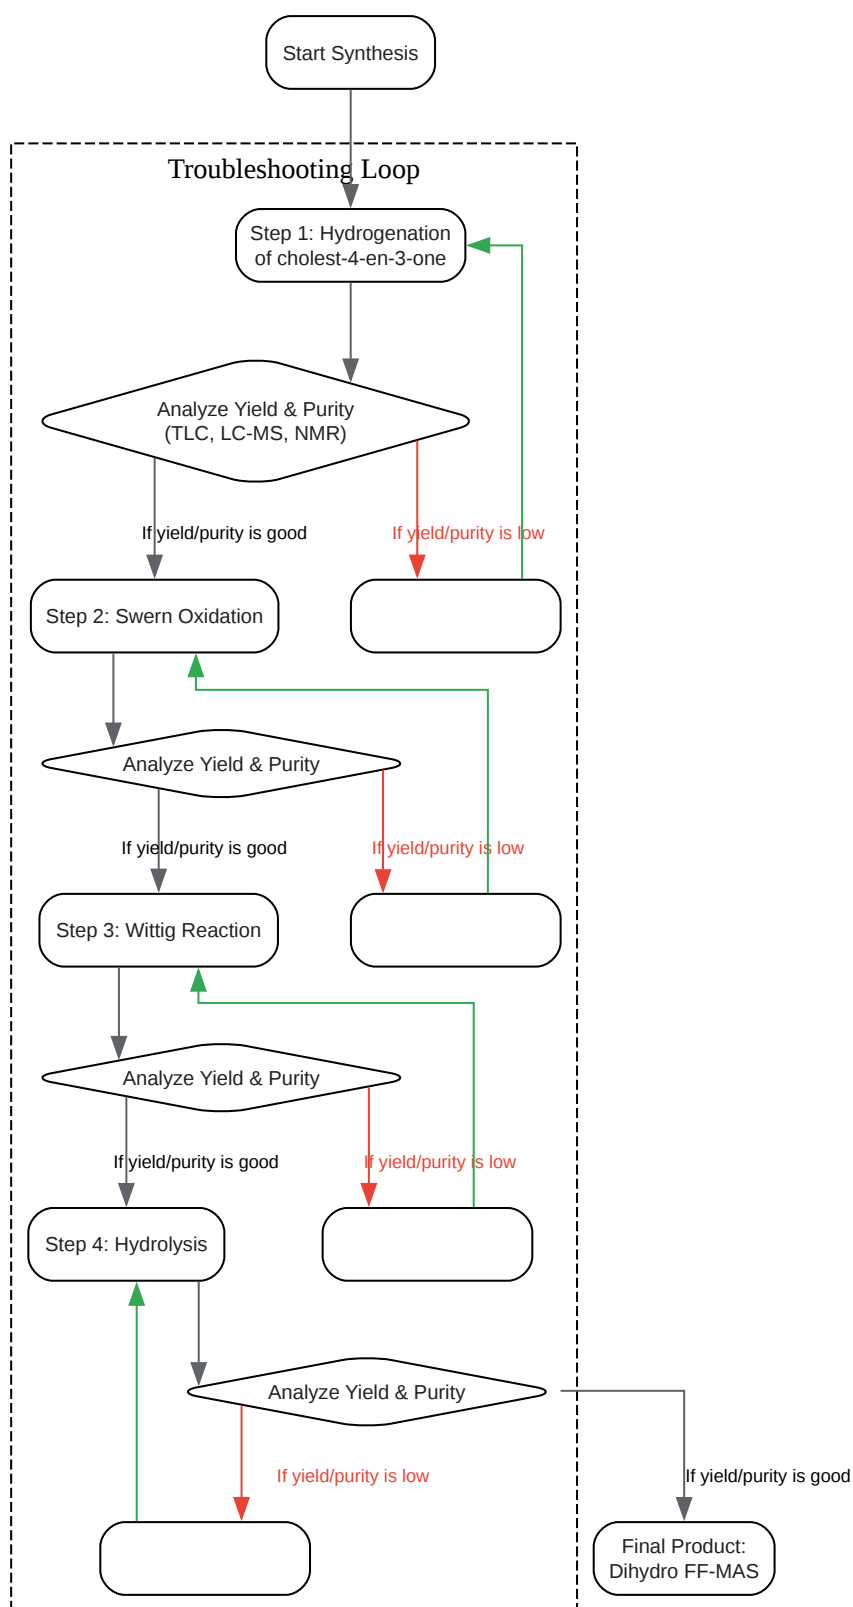 Start Synthesis
Troubleshooting Loop
Step 1: Hydrogenation
of cholest-4-en-3-one
Analyze Yield & Purity
(TLC, LC-MS, NMR)
If yield/purity is good
If yield/purity is low
Step 2: Swern Oxidation
Analyze Yield & Purity
If yield/purity is good
If yield/purity is low
Step 3: Wittig Reaction
Analyze Yield & Purity
If yield/purity is good
If yield/purity is low
Step 4: Hydrolysis
Analyze Yield & Purity
If yield/purity is low
If yield/purity is good
Final Product:
Dihydro FF-MAS